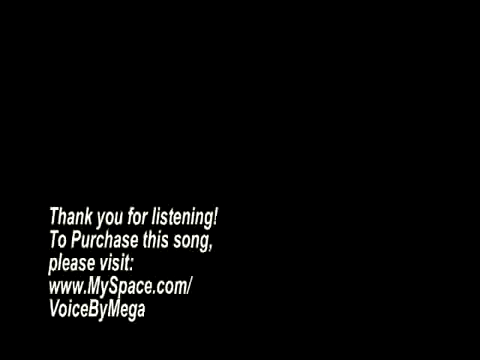 Thank you for listening!
To Purchase this song,
please visit:
www.MySpace.com/
VoiceByMega